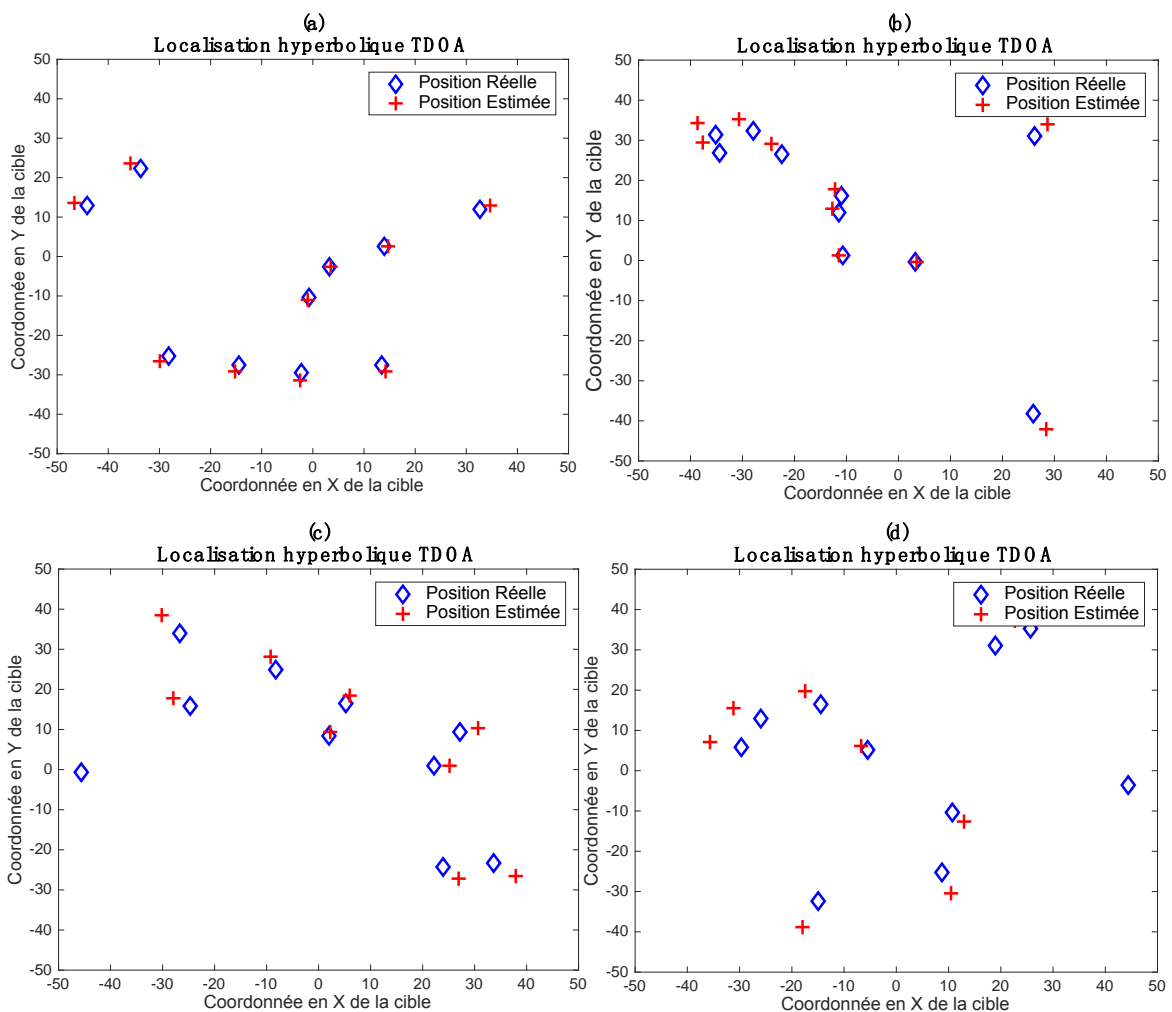 (a)
Localisation hyperbolique TDOA
50
40
30
20
10
0
-10
-20
-30
-40
-50
Coordonnée en Y de la cible
Position Réelle
Position Estimée
-50 -40 -30 -20 -10 0 10 20 30 40 50
Coordonnée en X de la cible
(b)
Localisation hyperbolique TDOA
50
40
30
20
10
0
-10
-20
-30
-40
-50
Coordonnée en Y de la cible
Position Réelle
Position Estimée
-50 -40 -30 -20 -10 0 10 20 30 40 50
Coordonnée en X de la cible
(c)
Localisation hyperbolique TDOA
50
40
30
20
10
0
-10
-20
-30
-40
-50
Coordonnée en Y de la cible
Position Réelle
Position Estimée
-50 -40 -30 -20 -10 0 10 20 30 40 50
Coordonnée en X de la cible
(d)
Localisation hyperbolique TDOA
50
40
30
20
10
0
-10
-20
-30
-40
-50
Coordonnée en Y de la cible
Position Réelle
Position Estimée
-50 -40 -30 -20 -10 0 10 20 30 40 50
Coordonnée en X de la cible